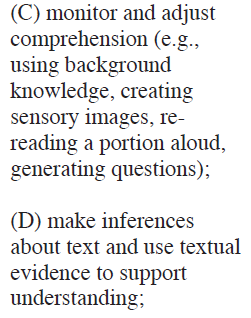 (C) monitor and adjust
comprehension (e.g.,
using background
knowledge, creating
sensory images, re-
reading a portion aloud,
generating questions);
(D) make inferences
about text and use textual
evidence to support
understanding;